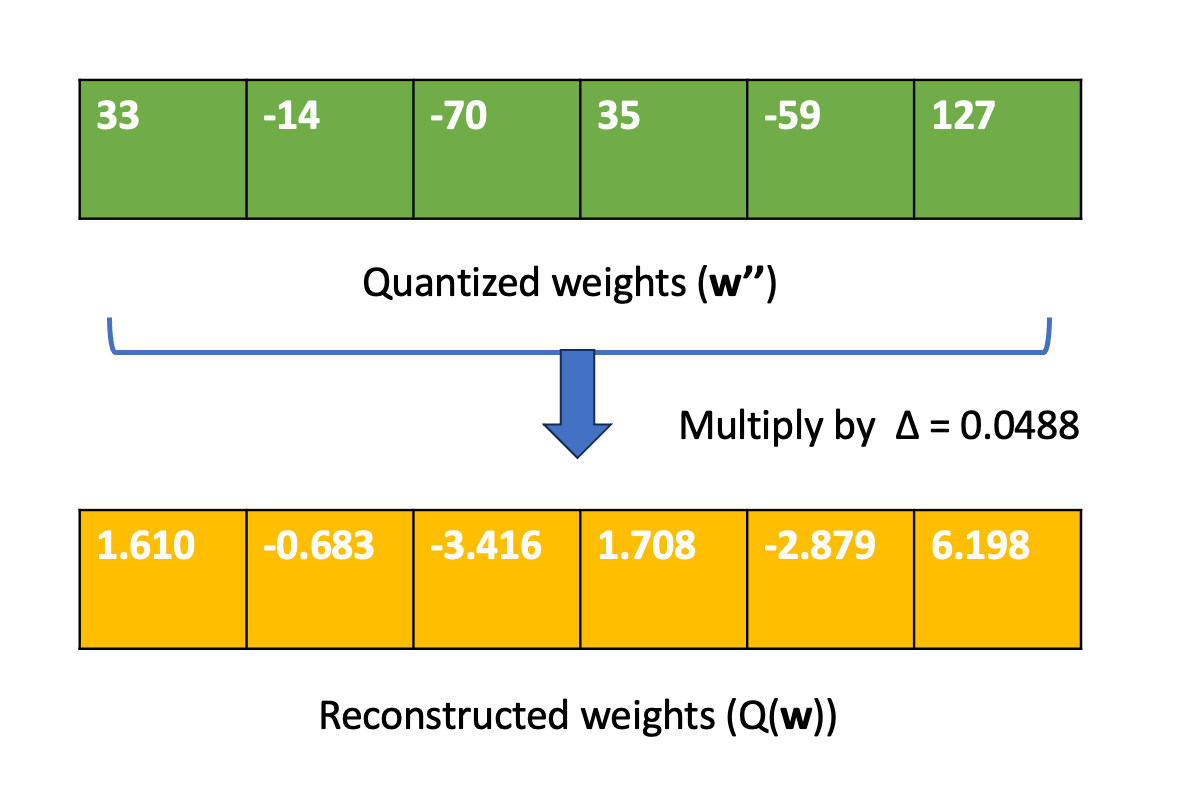 33 -14 -70 35 -59 127
Quantized weights (w’’)
Multiply by Δ = 0.0488
1.610 -0.683 -3.416 1.708 -2.879 6.198
Reconstructed weights (Q(w))